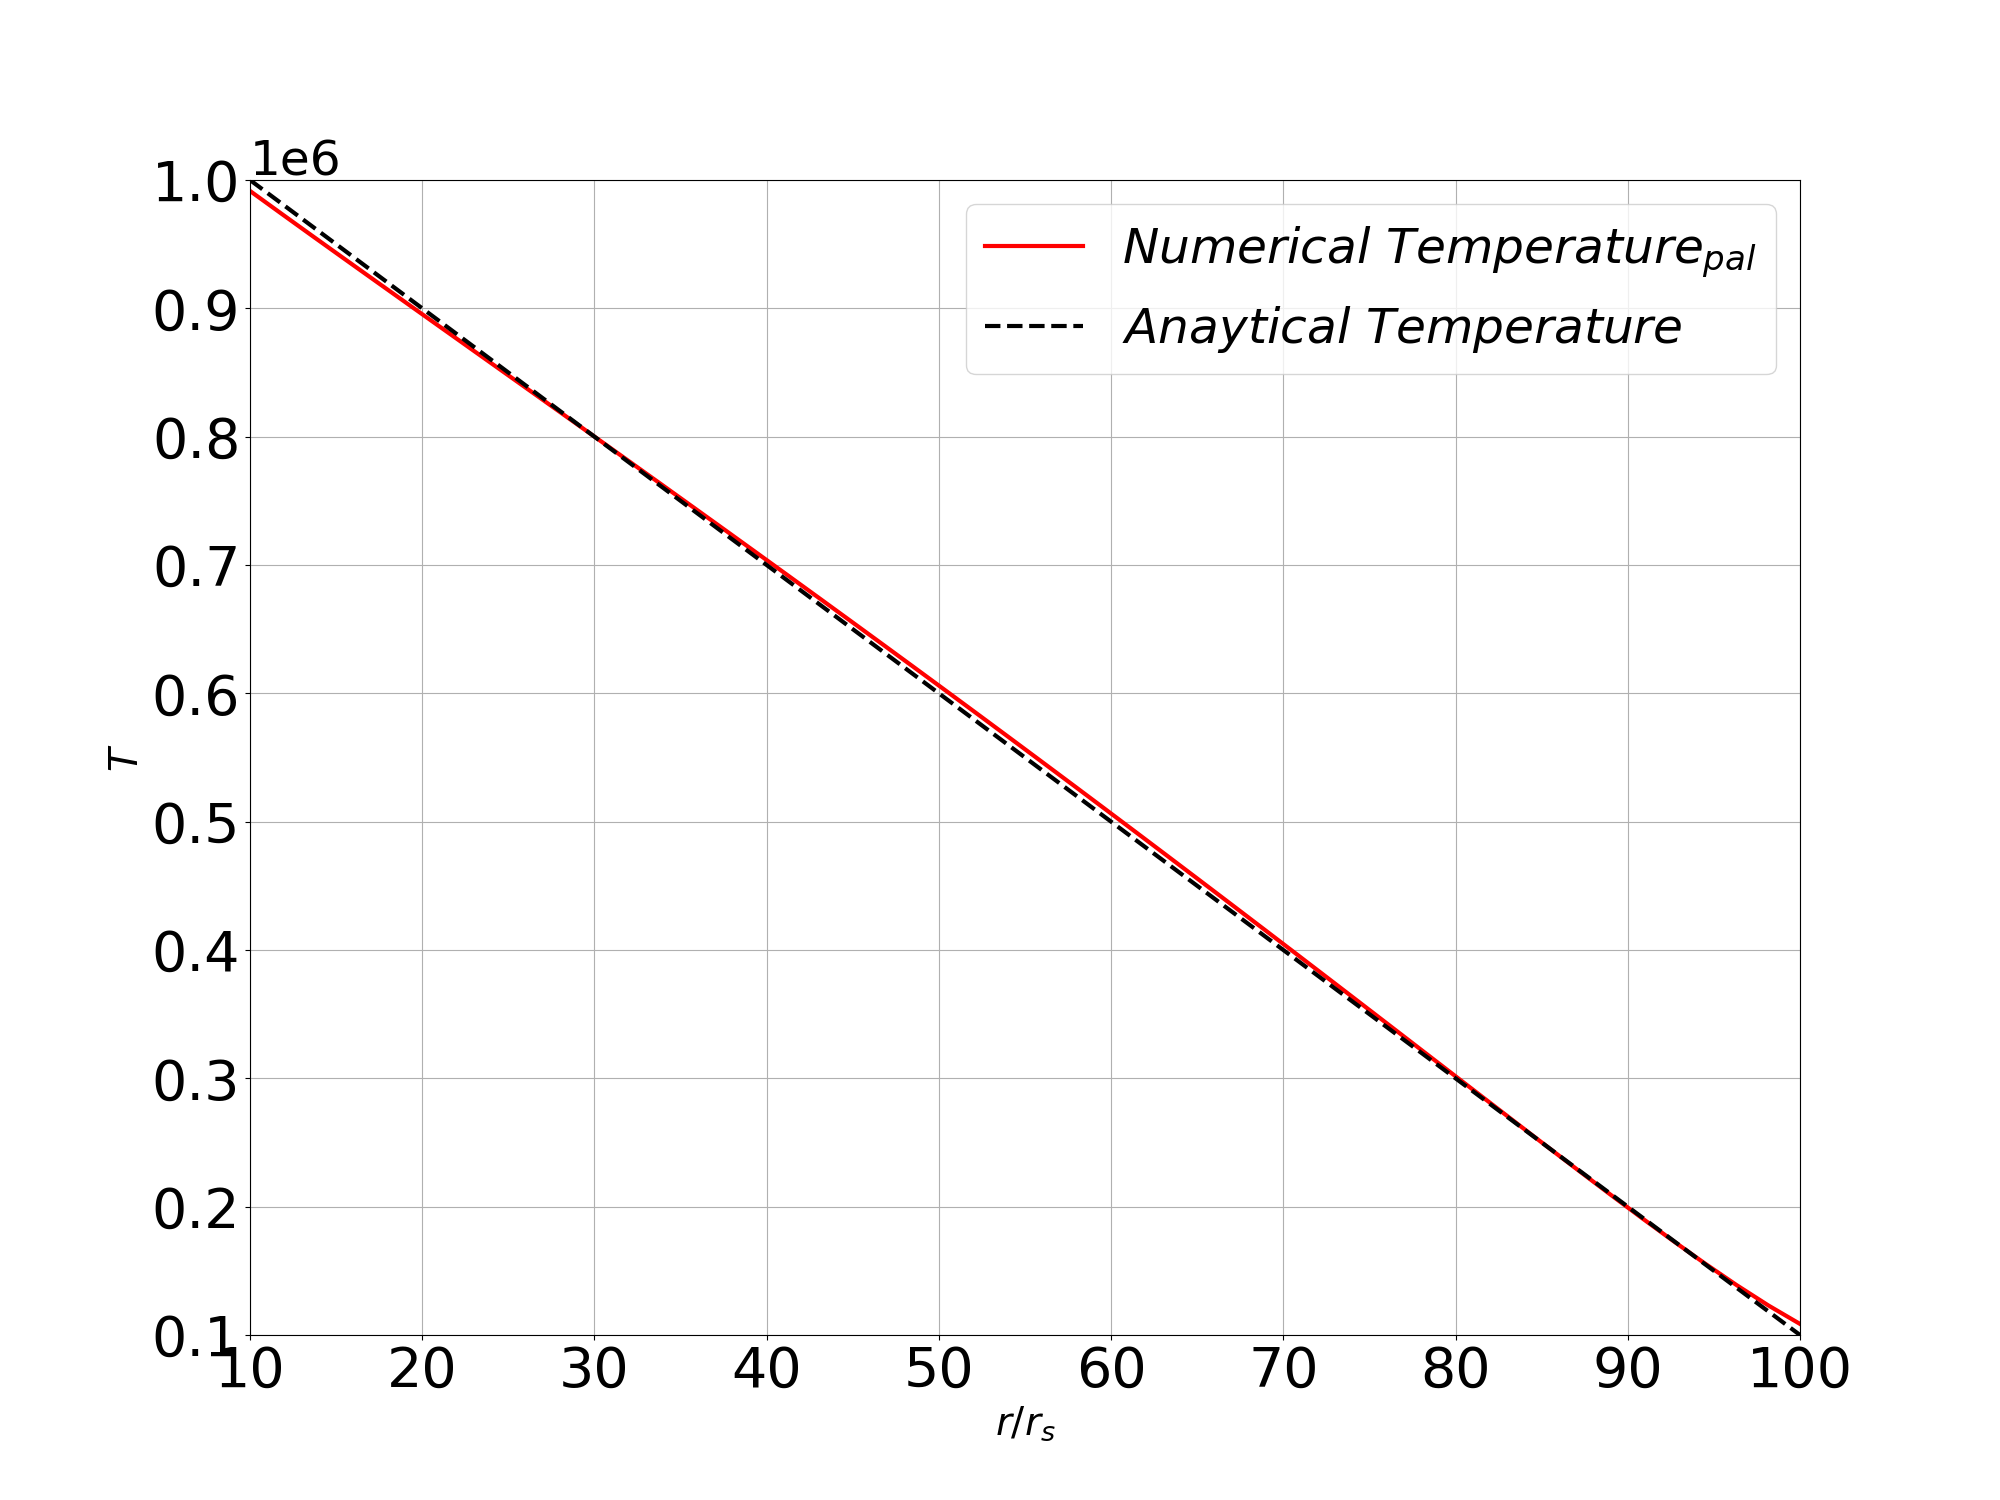 1e6
1.0
0.9
0.8
0.7
0.6
0.5
0.4
0.3
0.2
0.1
T
Numerical Temperature_pal
Anaytical Temperature
10 20 30 40 50 60 70 80 90 100
r/r_s